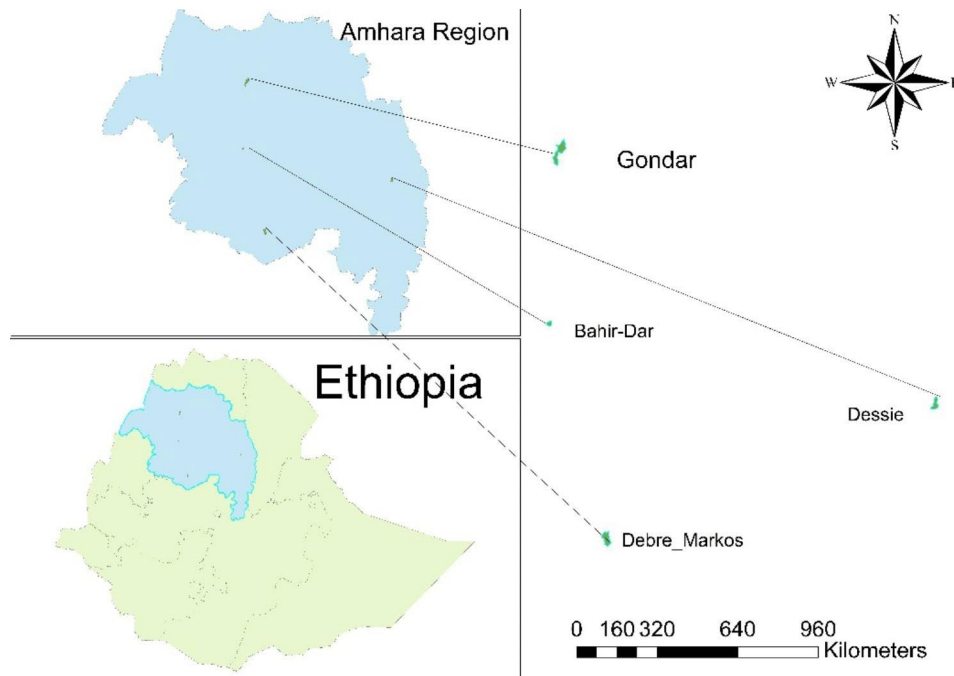 Amhara Region
N
W
E
S
Gondar
Bahir-Dar
Ethiopia
Dessie
Debre_Markos
0 160 320 640 960
Kilometers